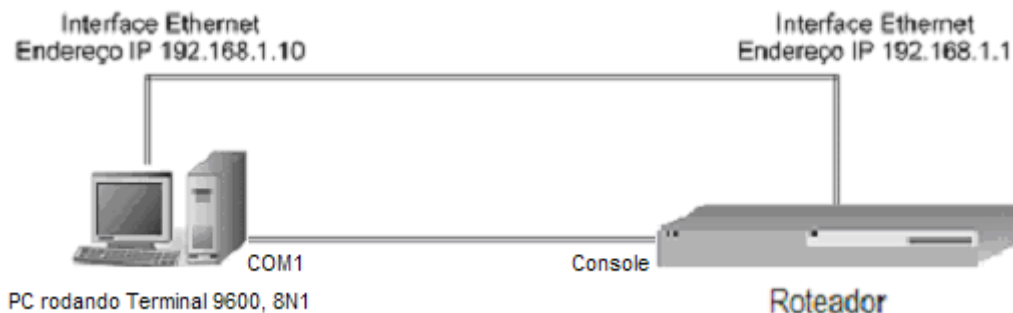 Interface Ethernet
Endereço IP 192.168.1.10
Interface Ethernet
Endereço IP 192.168.1.1
COM1
Console
PC rodando Terminal 9600, 8N1
Roteador